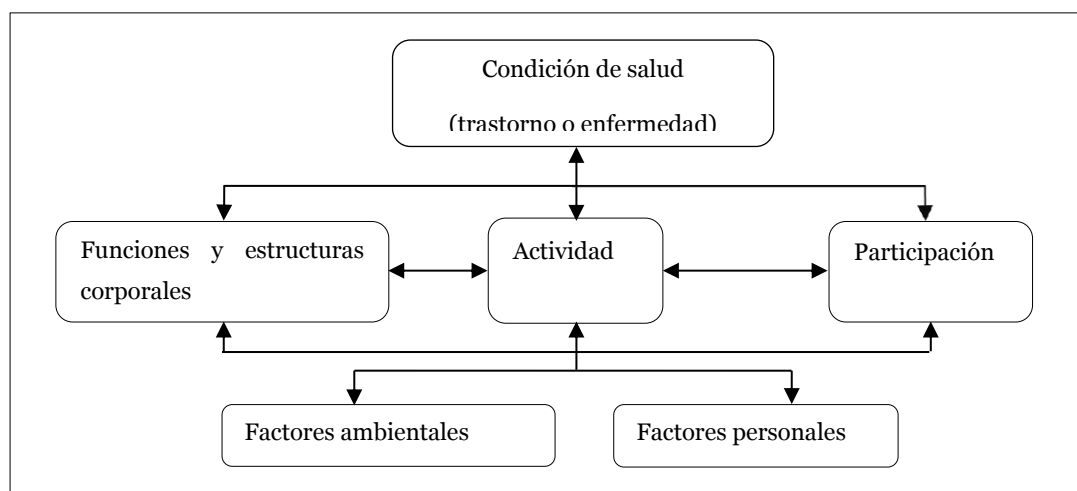 Condición de salud
(trastorno o enfermedad)
Funciones y estructuras
corporales
Actividad
Participación
Factores ambientales
Factores personales